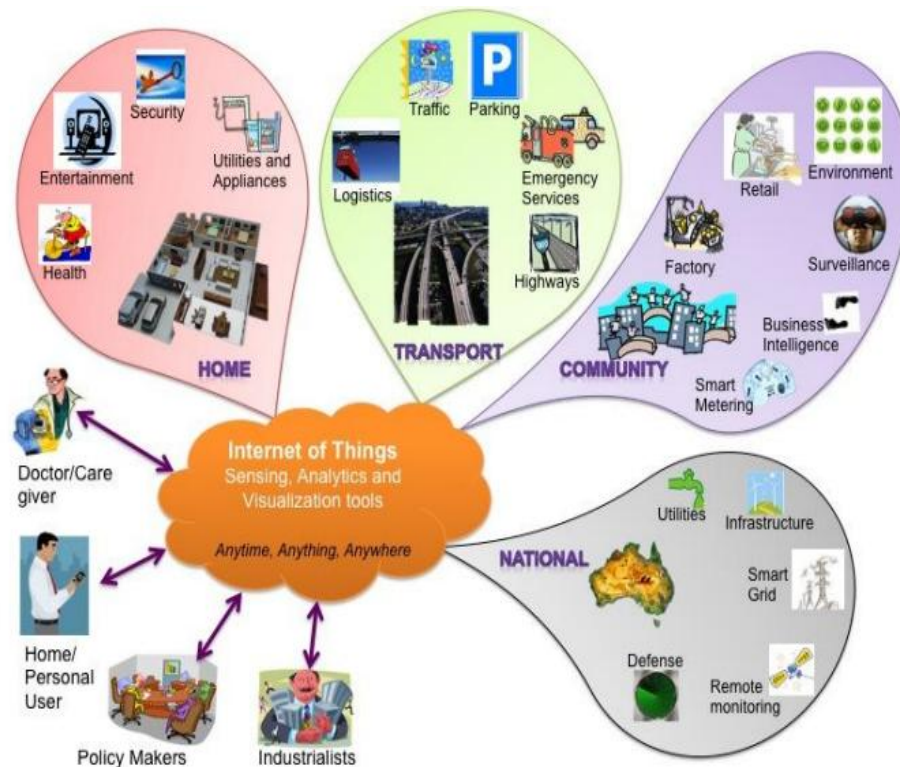 Security
Entertainment
Utilities and
Appliances
Health
HOME
Traffic
P
Parking
Logistics
Emergency
Services
Highways
TRANSPORT
Retail
Environment
Factory
Surveillance
Business
Intelligence
COMMUNITY
Smart
Metering
Doctor/Care
giver
Internet of Things
Sensing, Analytics and
Visualization tools
Anytime, Anything, Anywhere
NATIONAL
Utilities
Infrastructure
Smart
Grid
Defense
Remote
monitoring
Home/
Personal
User
Policy Makers
Industrialists